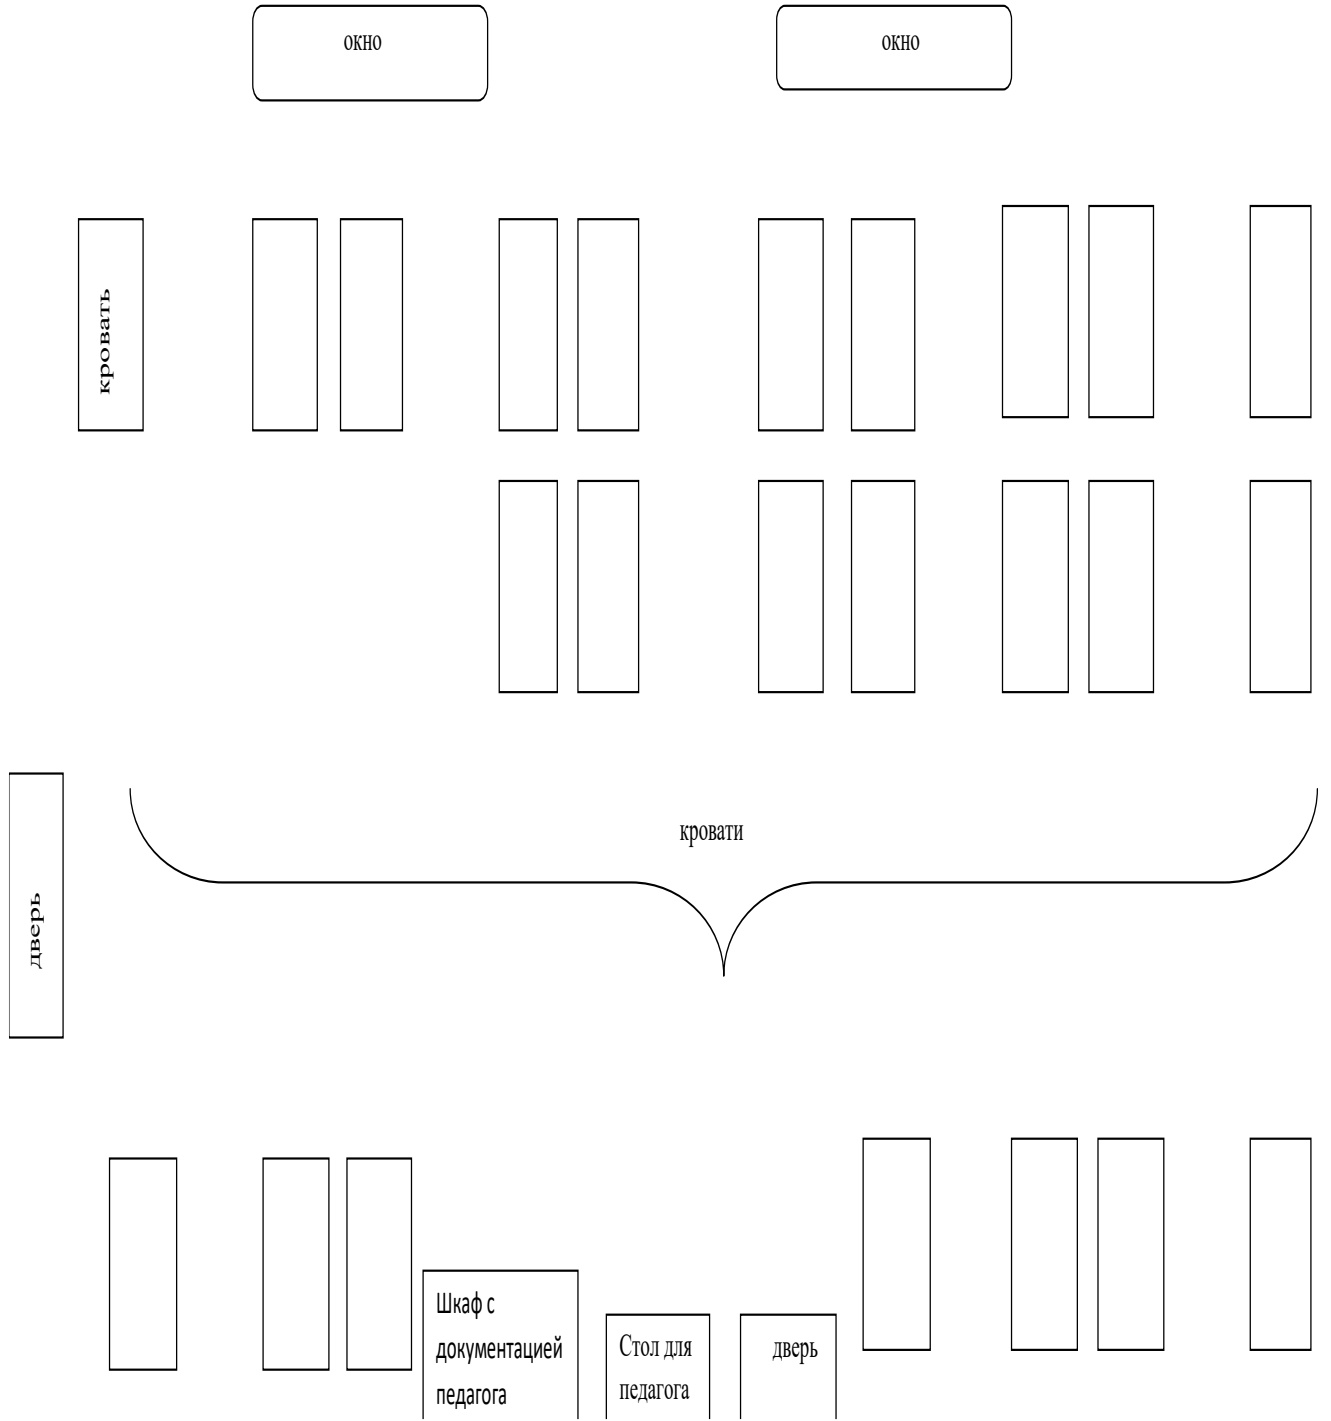 окно
окно
кровать
кровати
дверь
Шкаф с
документацией
педагога
Стол для
педагога
дверь